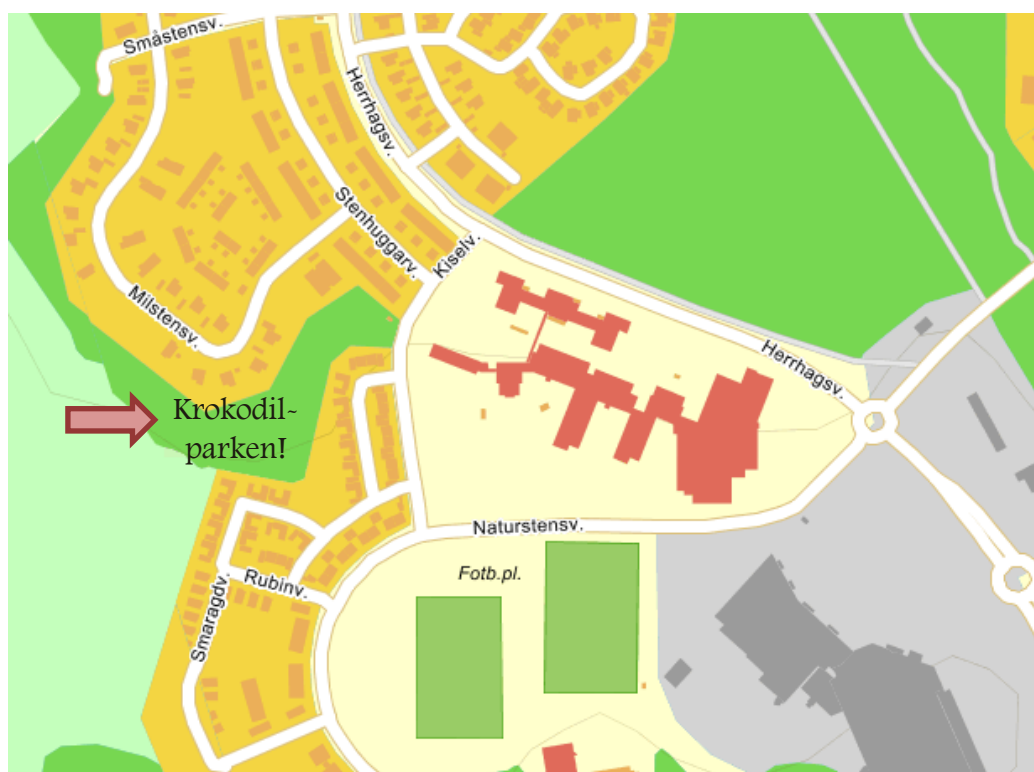 Småstensv.
Herrhagsv.
Stenhuggarv.
Kiselv.
Milstensv.
Herrhagsv.
Krokodil-
parken!
Naturstensv.
Fotb.pl.
Rubinv.
Smaragdv.